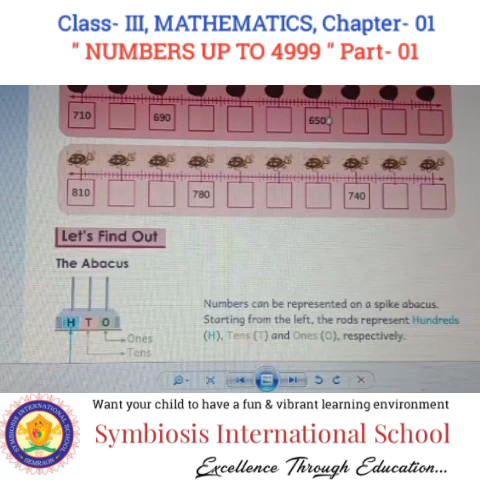 Class- III, MATHEMATICS, Chapter- 01
" NUMBERS UP TO 4999 " Part- 01
710 690 650
810 780 740
Let's Find Out
The Abacus
Numbers can be represented on a spike abacus.
Starting from the left, the rods represent Hundreds
(H), Tens (T) and Ones (O), respectively.
H T O
Ones
Tens
Want your child to have a fun & vibrant learning environment
SYMBIOSIS INTERNATIONAL SCHOOL
Symbiosis International School
Excellence Through Education...